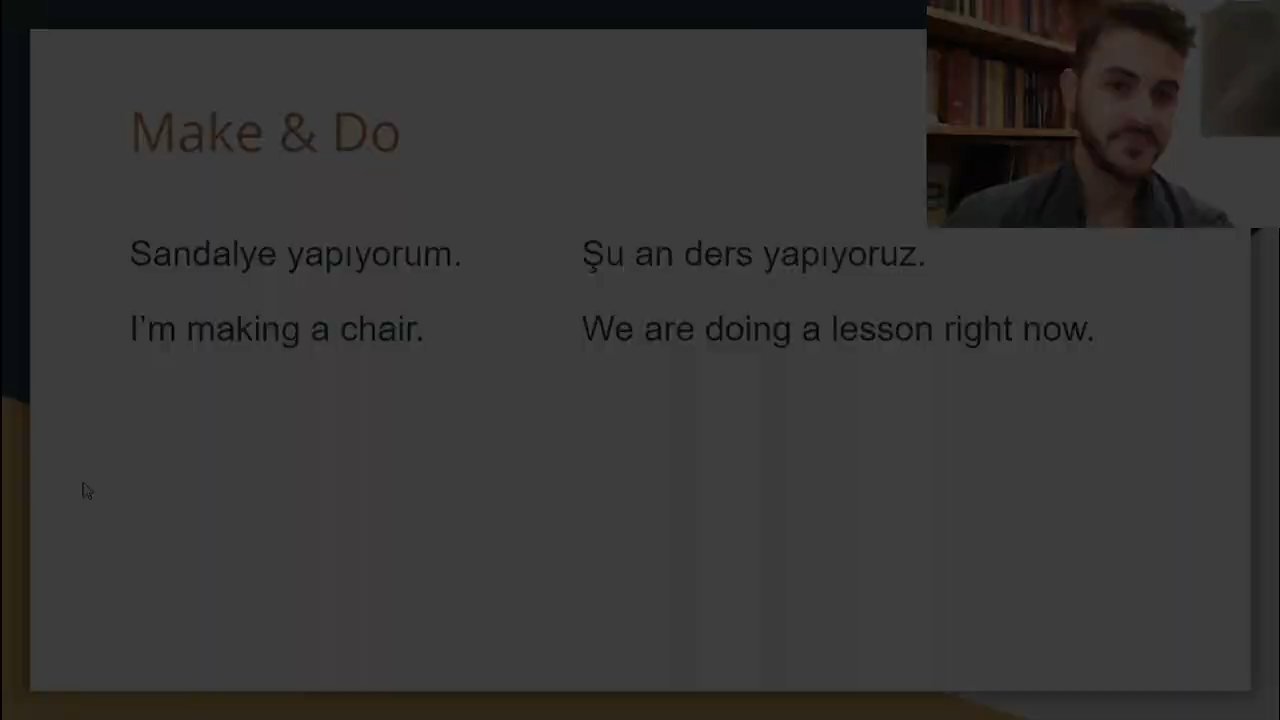 Make & Do
Sandalye yapıyorum.
Şu an ders yapıyoruz.
I'm making a chair.
We are doing a lesson right now.